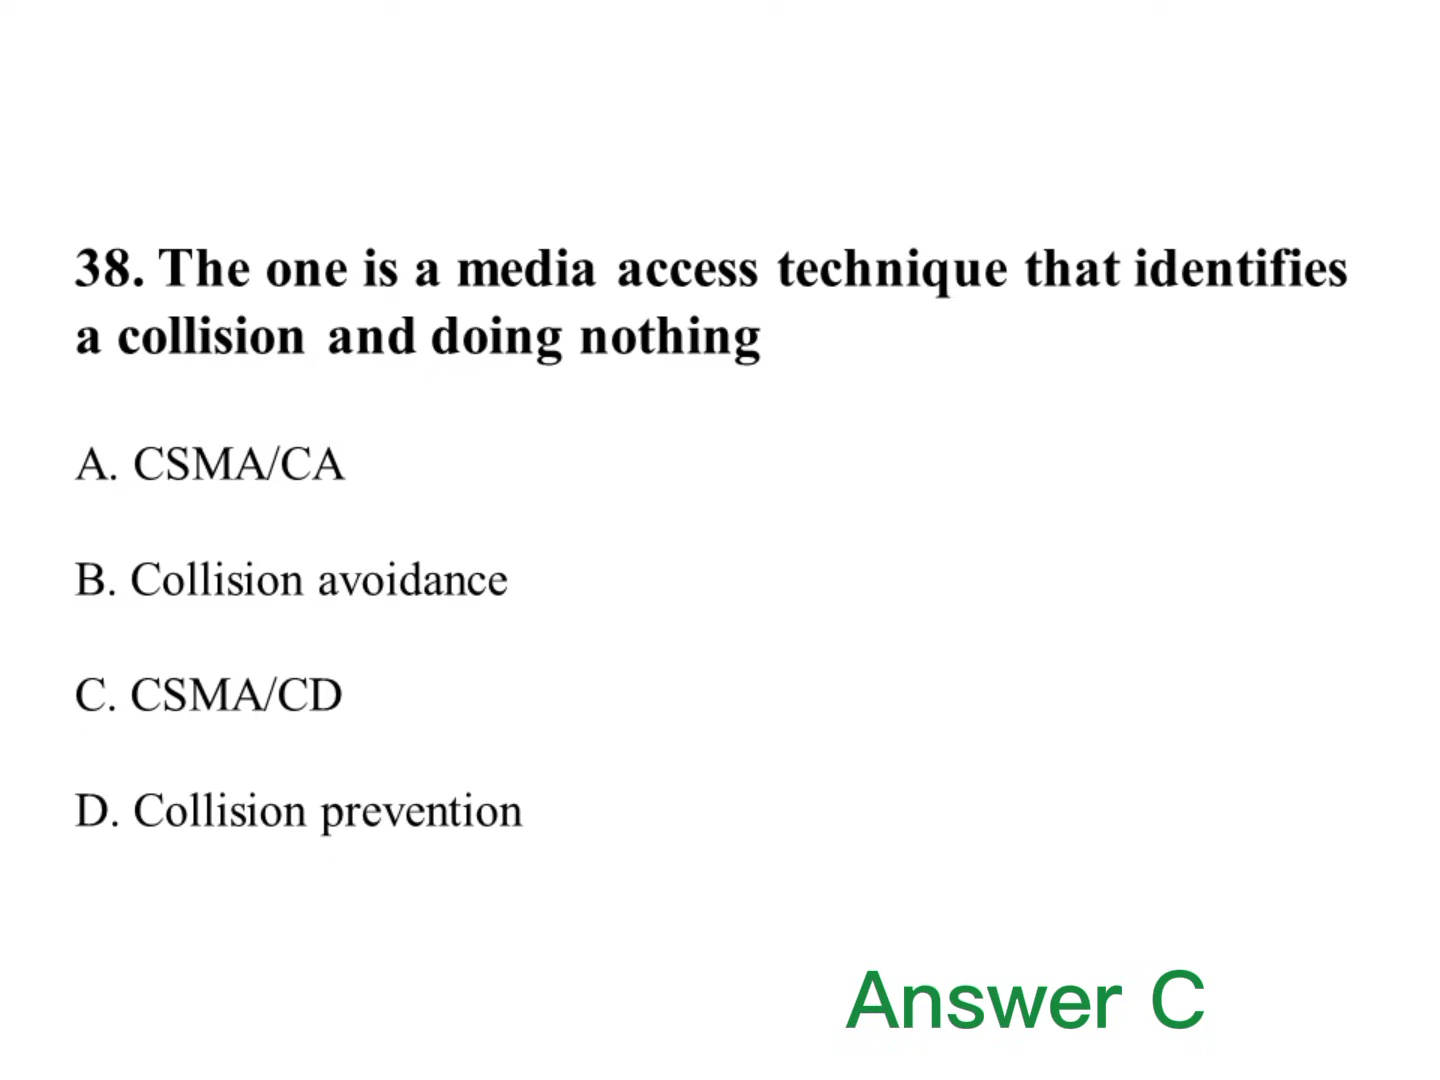 38. The one is a media access technique that identifies
a collision and doing nothing
A. CSMA/CA
B. Collision avoidance
C. CSMA/CD
D. Collision prevention
Answer C